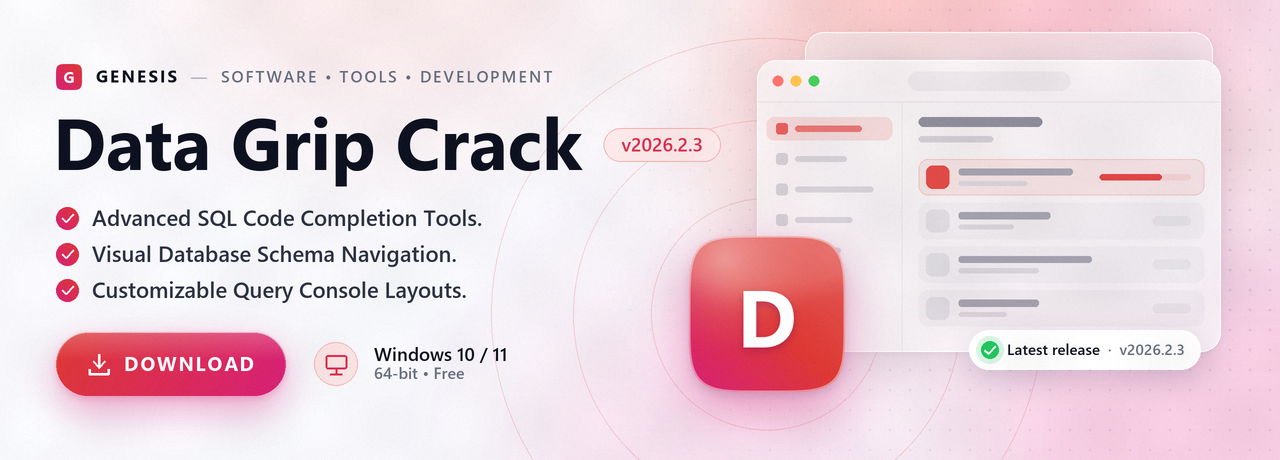 G GENESIS — SOFTWARE • TOOLS • DEVELOPMENT
Data Grip Crack v2026.2.3
Advanced SQL Code Completion Tools.
Visual Database Schema Navigation.
Customizable Query Console Layouts.
DOWNLOAD
Windows 10 / 11
64-bit • Free
D
Latest release · v2026.2.3